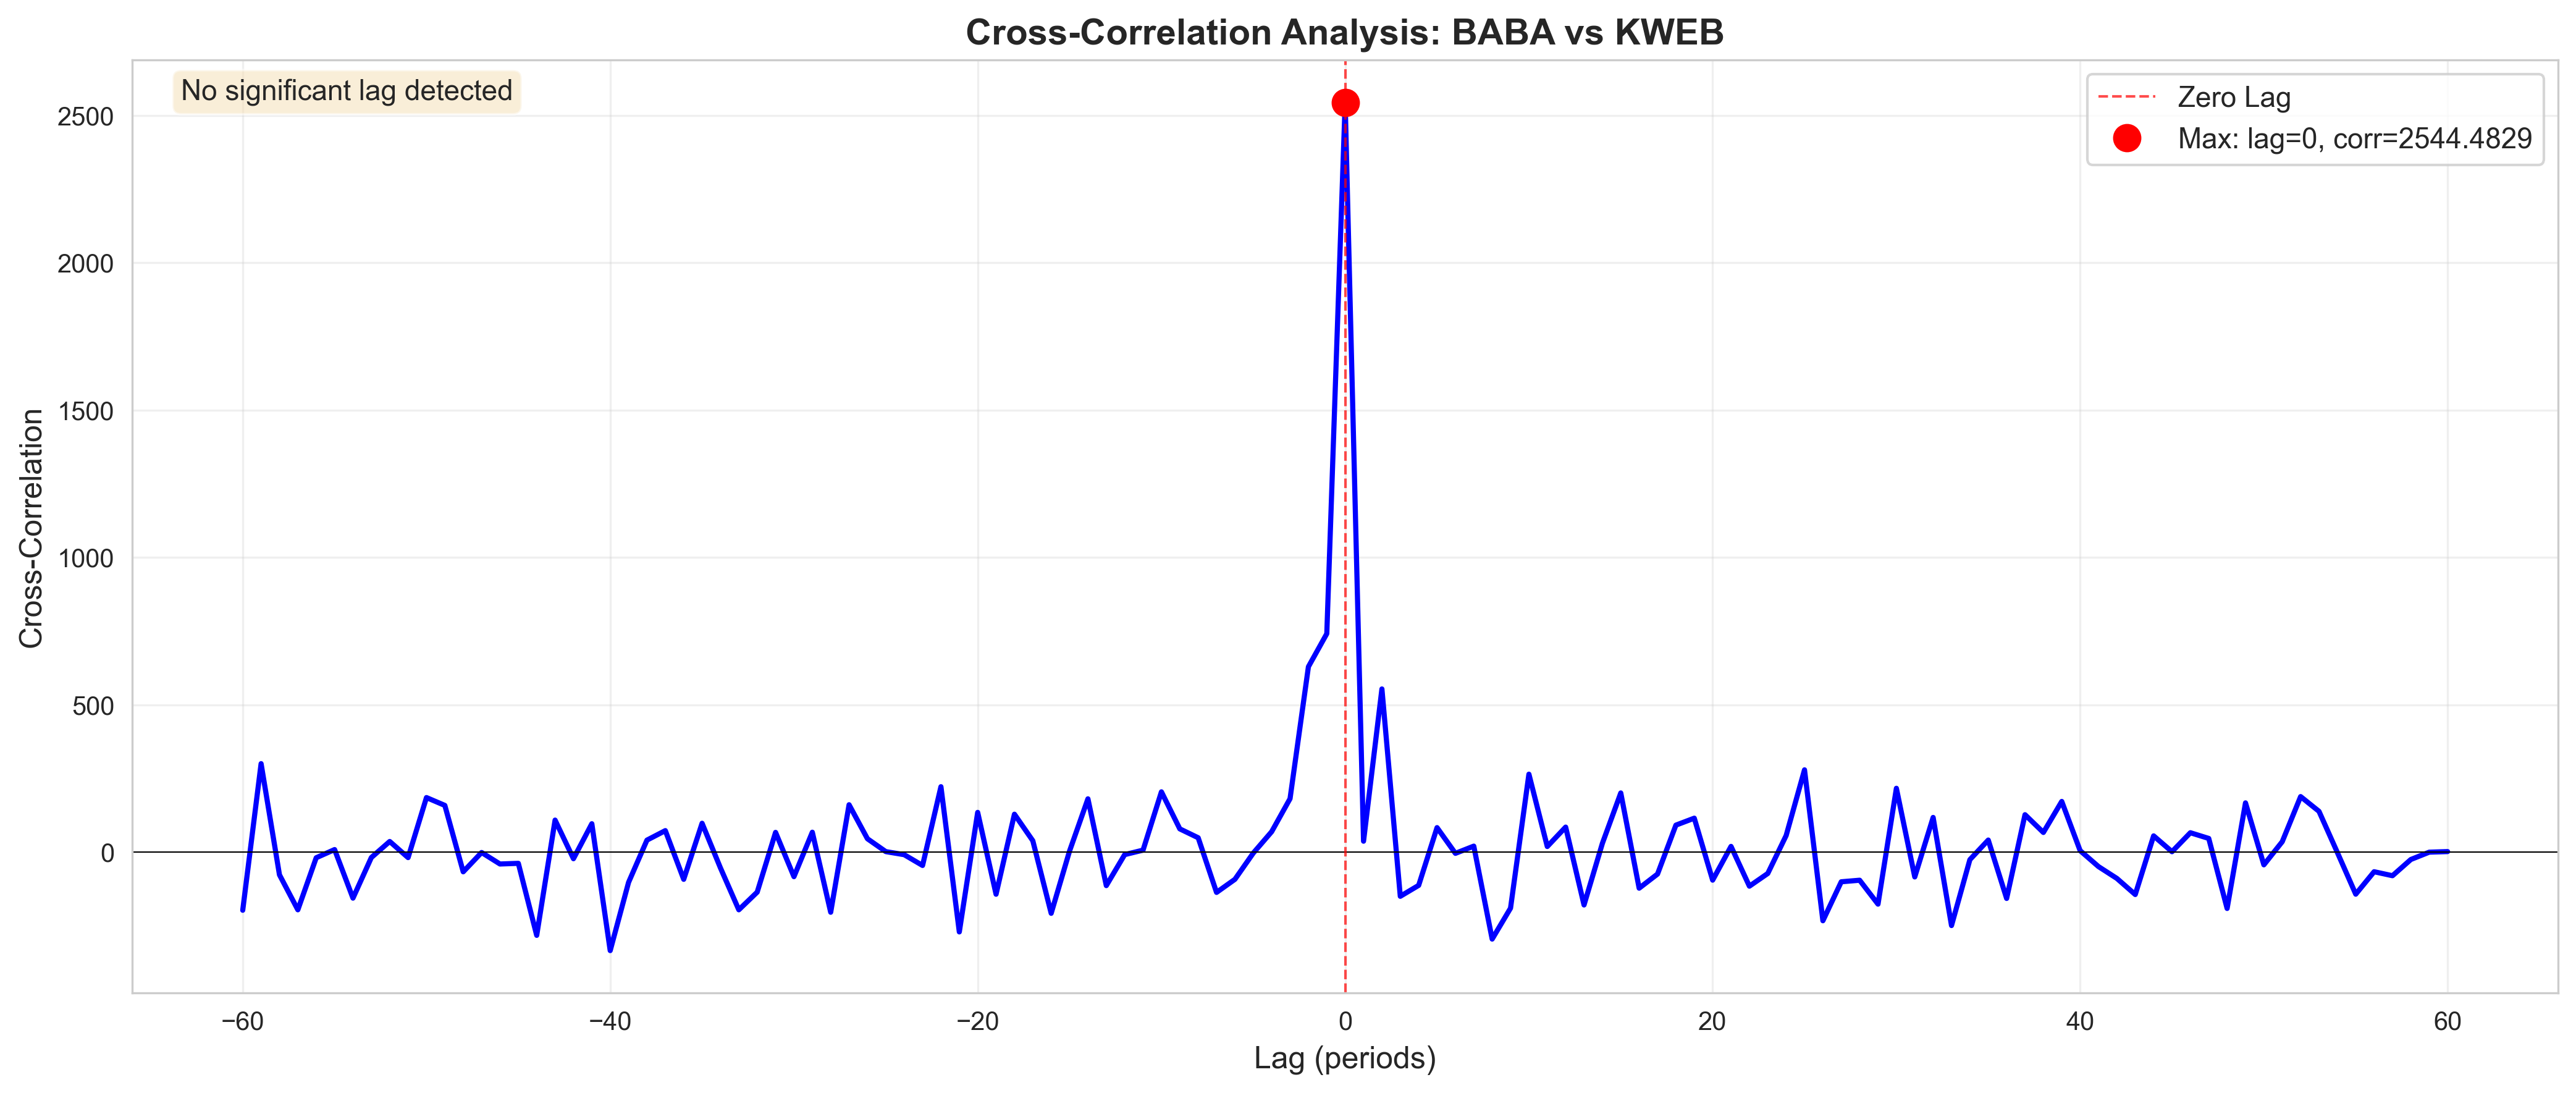 Cross-Correlation Analysis: BABA vs KWEB
No significant lag detected
Zero Lag
Max: lag=0, corr=2544.4829
Cross-Correlation
2500
2000
1500
1000
500
0
−60
−40
−20
0
20
40
60
Lag (periods)